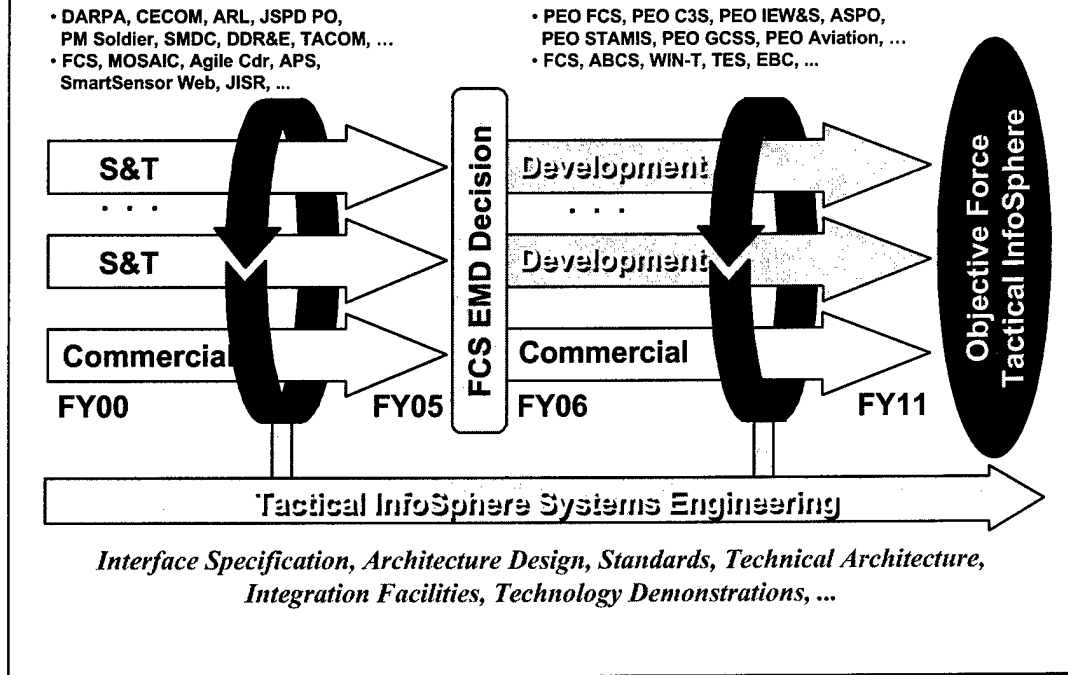 • DARPA, CECOM, ARL, JSPD PO,
PM Soldier, SMDC, DDR&E, TACOM, ...
• FCS, MOSAIC, Agile Cdr, APS,
SmartSensor Web, JISR, ...
• PEO FCS, PEO C3S, PEO IEW&S, ASPO,
PEO STAMIS, PEO GCSS, PEO Aviation, ...
• FCS, ABCS, WIN-T, TES, EBC, ...
S&T
. . .
S&T
Commercial
FY00
FY05
FCS EMD Decision
Development
. . .
Development
Commercial
FY06
FY11
Objective Force
Tactical InfoSphere
Tactical InfoSphere Systems Engineering
Interface Specification, Architecture Design, Standards, Technical Architecture,
Integration Facilities, Technology Demonstrations, ...